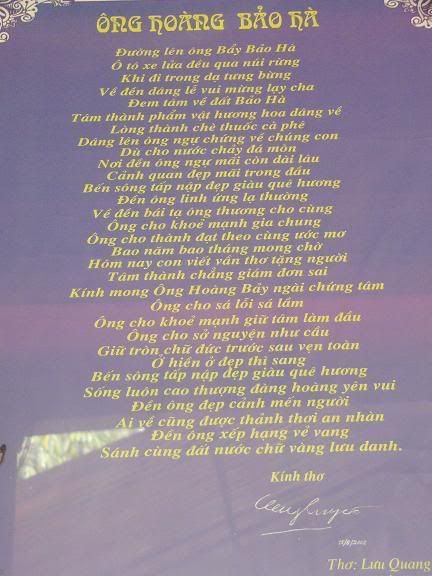 ÔNG HOÀNG BẢO HÀ
Đường lên ông Bẩy Bảo Hà
Ô tô xe lửa đều qua núi rừng
Khi đi trong dạ tưng bừng
Về đến dâng lễ vui mừng lạy cha
Đem tâm về đất Bảo Hà
Tâm thành phẩm vật hương hoa dâng về
Lòng thành chè thuốc cà phê
Dâng lên ông ngự chứng về chúng con
Dù cho nước chảy đá mòn
Nơi đến ông ngự mãi còn dài lâu
Cảnh quan đẹp mãi trong đầu
Bến sông tấp nập đẹp giàu quê hương
Đền ông linh ứng lạ thường
Về đến bái tạ ông thương cho cùng
Ông cho khoẻ mạnh gia chung
Ông cho thành đạt theo cùng ước mơ
Bao năm bao tháng mong chờ
Hôm nay con viết vần thơ tặng người
Tâm thành chẳng giám đơn sai
Kính mong Ông Hoàng Bẩy ngài chứng tâm
Ông cho sá lỗi sá lầm
Ông cho khoẻ mạnh giữ tâm làm đầu
Ông cho sở nguyện như cầu
Giữ tròn chữ đức trước sau vẹn toàn
Ở hiền ở đẹp thì sang
Bến sông tấp nập đẹp giàu quê hương
Sống luôn cao thượng đàng hoàng yên vui
Đền ông đẹp cảnh mến người
Ai về cũng được thảnh thơi an nhàn
Đền ông xếp hạng vẻ vang
Sánh cùng đất nước chữ vàng lưu danh.
Kính thơ
Thơ: Lưu Quang